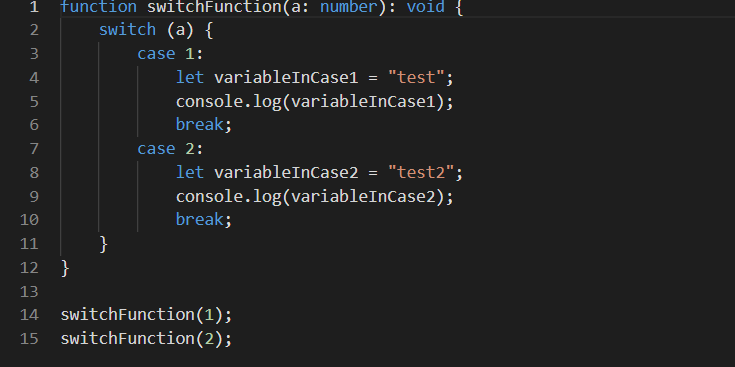 1 function switchFunction(a: number): void {
2     switch (a) {
3         case 1:
4             let variableInCase1 = "test";
5             console.log(variableInCase1);
6             break;
7         case 2:
8             let variableInCase2 = "test2";
9             console.log(variableInCase2);
10             break;
11     }
12 }
13
14 switchFunction(1);
15 switchFunction(2);